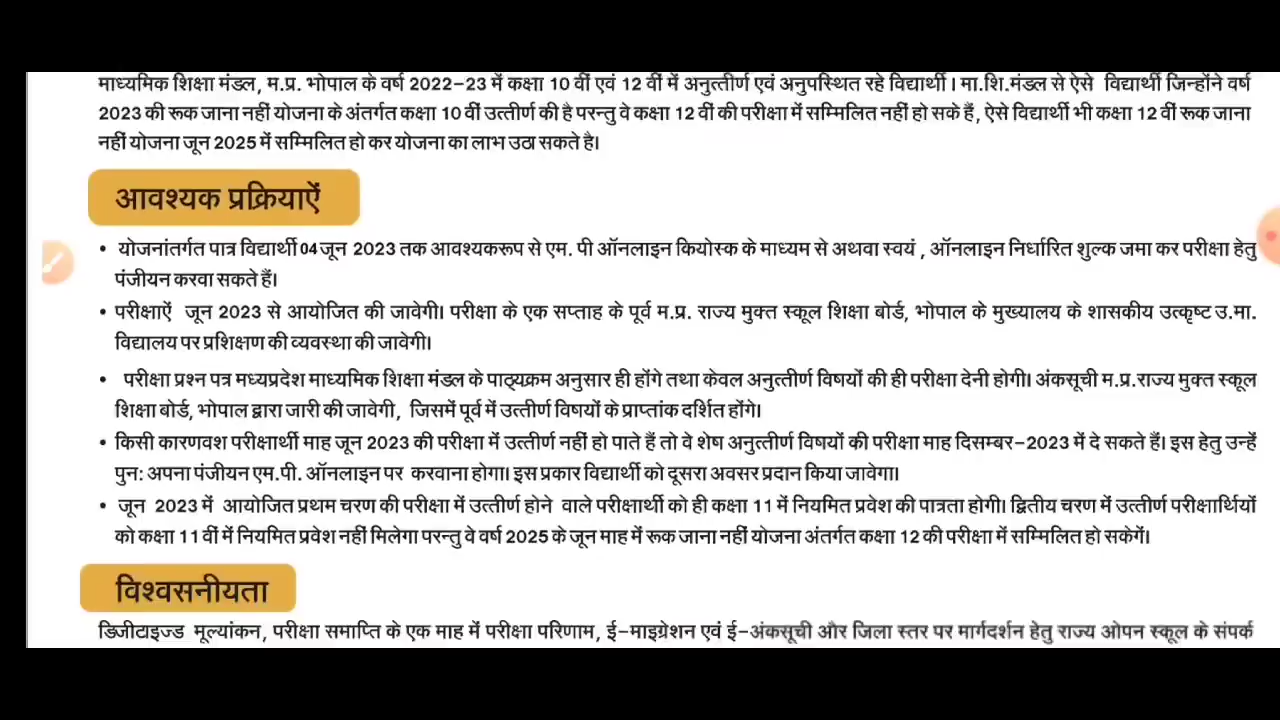 माध्यमिक शिक्षा मंडल, म.प्र. भोपाल के वर्ष 2022-23 में कक्षा 10 वीं एवं 12 वीं में अनुत्तीर्ण एवं अनुपस्थित रहे विद्यार्थी । मा.शि.मंडल से ऐसे विद्यार्थी जिन्होंने वर्ष
2023 की रूक जाना नहीं योजना के अंतर्गत कक्षा 10 वीं उत्तीर्ण की है परन्तु वे कक्षा 12 वीं की परीक्षा में सम्मिलित नहीं हो सके हैं, ऐसे विद्यार्थी भी कक्षा 12 वीं रूक जाना
नहीं योजना जून 2025 में सम्मिलित हो कर योजना का लाभ उठा सकते है।
आवश्यक प्रक्रियाऐं
• योजनांतर्गत पात्र विद्यार्थी 04 जून 2023 तक आवश्यकरूप से एम. पी ऑनलाइन कियोस्क के माध्यम से अथवा स्वयं , ऑनलाइन निर्धारित शुल्क जमा कर परीक्षा हेतु
पंजीयन करवा सकते हैं।
• परीक्षाऐं जून 2023 से आयोजित की जावेगी। परीक्षा के एक सप्ताह के पूर्व म.प्र. राज्य मुक्त स्कूल शिक्षा बोर्ड, भोपाल के मुख्यालय के शासकीय उत्कृष्ट उ.मा.
विद्यालय पर प्रशिक्षण की व्यवस्था की जावेगी।
• परीक्षा प्रश्न पत्र मध्यप्रदेश माध्यमिक शिक्षा मंडल के पाठ्यक्रम अनुसार ही होंगे तथा केवल अनुत्तीर्ण विषयों की ही परीक्षा देनी होगी। अंकसूची म.प्र.राज्य मुक्त स्कूल
शिक्षा बोर्ड, भोपाल द्वारा जारी की जावेगी, जिसमें पूर्व में उत्तीर्ण विषयों के प्राप्तांक दर्शित होंगे।
• किसी कारणवश परीक्षार्थी माह जून 2023 की परीक्षा में उत्तीर्ण नहीं हो पाते हैं तो वे शेष अनुत्तीर्ण विषयों की परीक्षा माह दिसम्बर-2023 में दे सकते हैं। इस हेतु उन्हें
पुन: अपना पंजीयन एम.पी. ऑनलाइन पर करवाना होगा। इस प्रकार विद्यार्थी को दूसरा अवसर प्रदान किया जावेगा।
• जून 2023 में आयोजित प्रथम चरण की परीक्षा में उत्तीर्ण होने वाले परीक्षार्थी को ही कक्षा 11 में नियमित प्रवेश की पात्रता होगी। द्वितीय चरण में उत्तीर्ण परीक्षार्थियों
को कक्षा 11 वीं में नियमित प्रवेश नहीं मिलेगा परन्तु वे वर्ष 2025 के जून माह में रूक जाना नहीं योजना अंतर्गत कक्षा 12 की परीक्षा में सम्मिलित हो सकेगें।
विश्वसनीयता
डिजीटाइज्ड मूल्यांकन, परीक्षा समाप्ति के एक माह में परीक्षा परिणाम, ई-माइग्रेशन एवं ई-अंकसूची और जिला स्तर पर मार्गदर्शन हेतु राज्य ओपन स्कूल के संपर्क